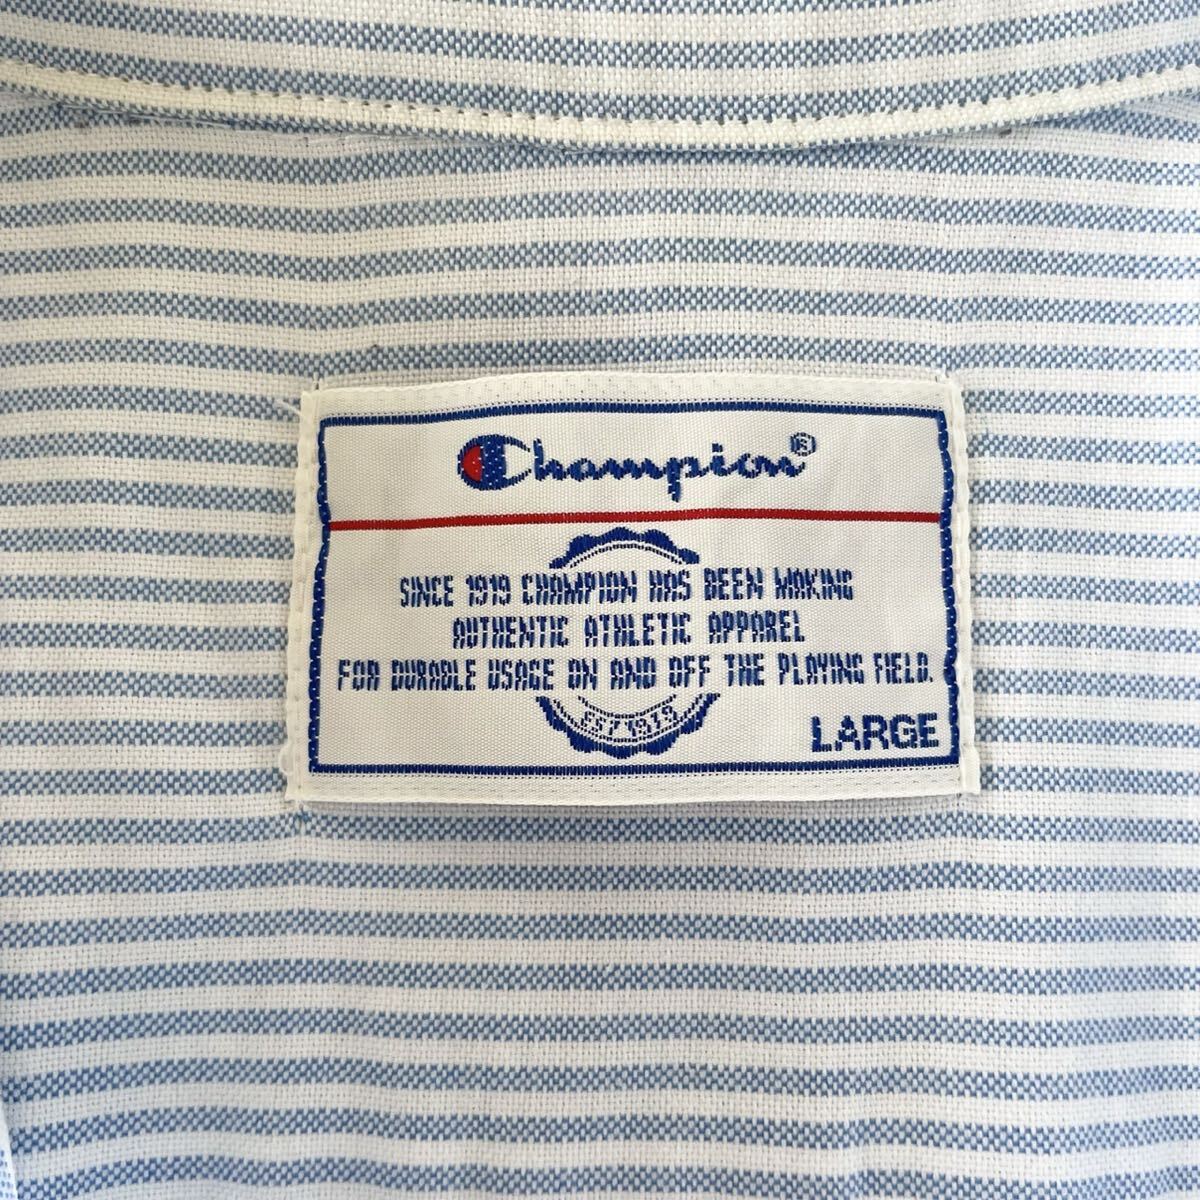 Champion®
SINCE 1919 CHAMPION HAS BEEN MAKING
AUTHENTIC ATHLETIC APPAREL
FOR DURABLE USAGE ON AND OFF THE PLAYING FIELD.
EST 1919
LARGE